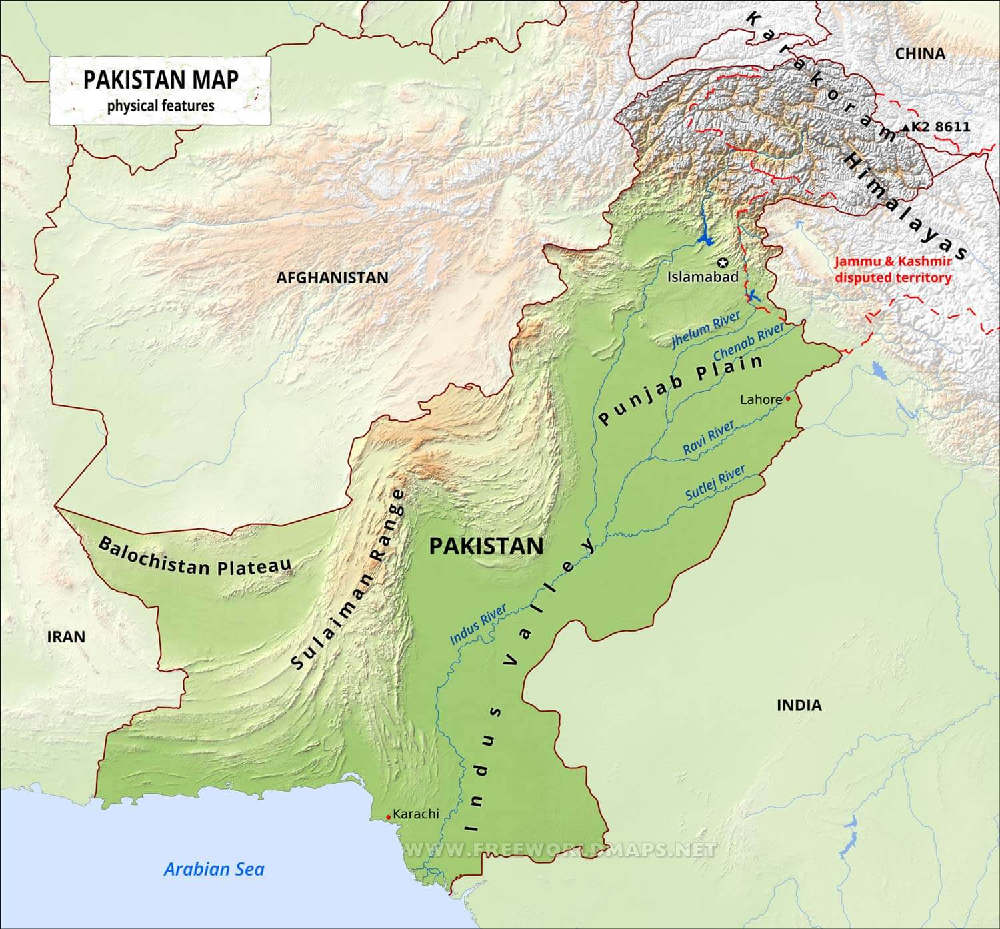 PAKISTAN MAP
physical features
Karakoram
CHINA
K2 8611
Himalayas
Jammu & Kashmir
disputed territory
AFGHANISTAN
Islamabad
Jhelum River
Chenab River
Punjab Plain
Lahore
Ravi River
Sutlej River
Balochistan Plateau
Sulaiman Range
PAKISTAN
Indus River
Indus Valley
IRAN
INDIA
Karachi
WWW.FREEWORLDMAPS.NET
Arabian Sea